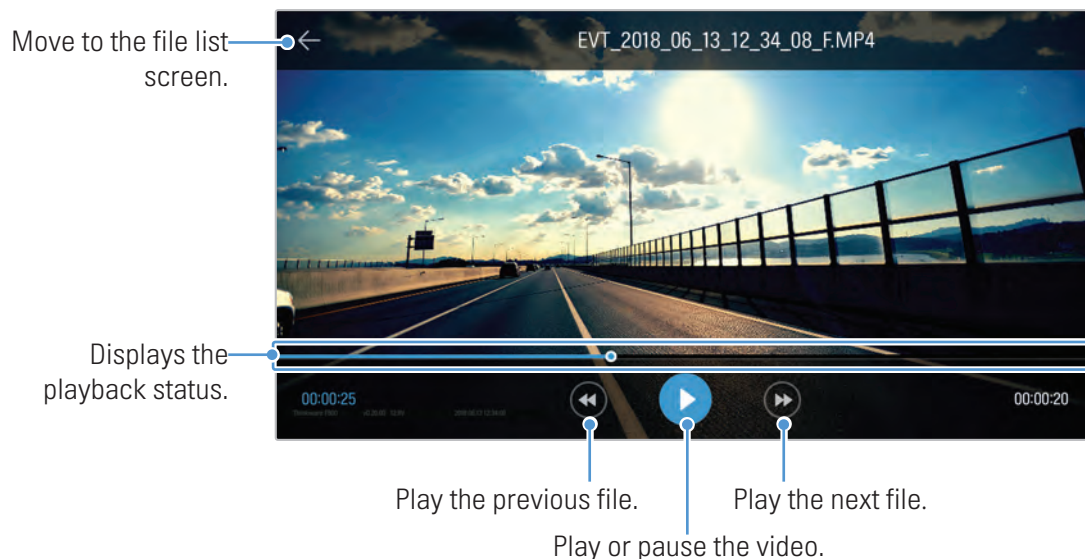 Move to the file list
screen.
EVT_2018_06_13_12_34_08_F.MP4
Displays the
playback status.
00:00:25
00:00:20
Play the previous file.
Play the next file.
Play or pause the video.